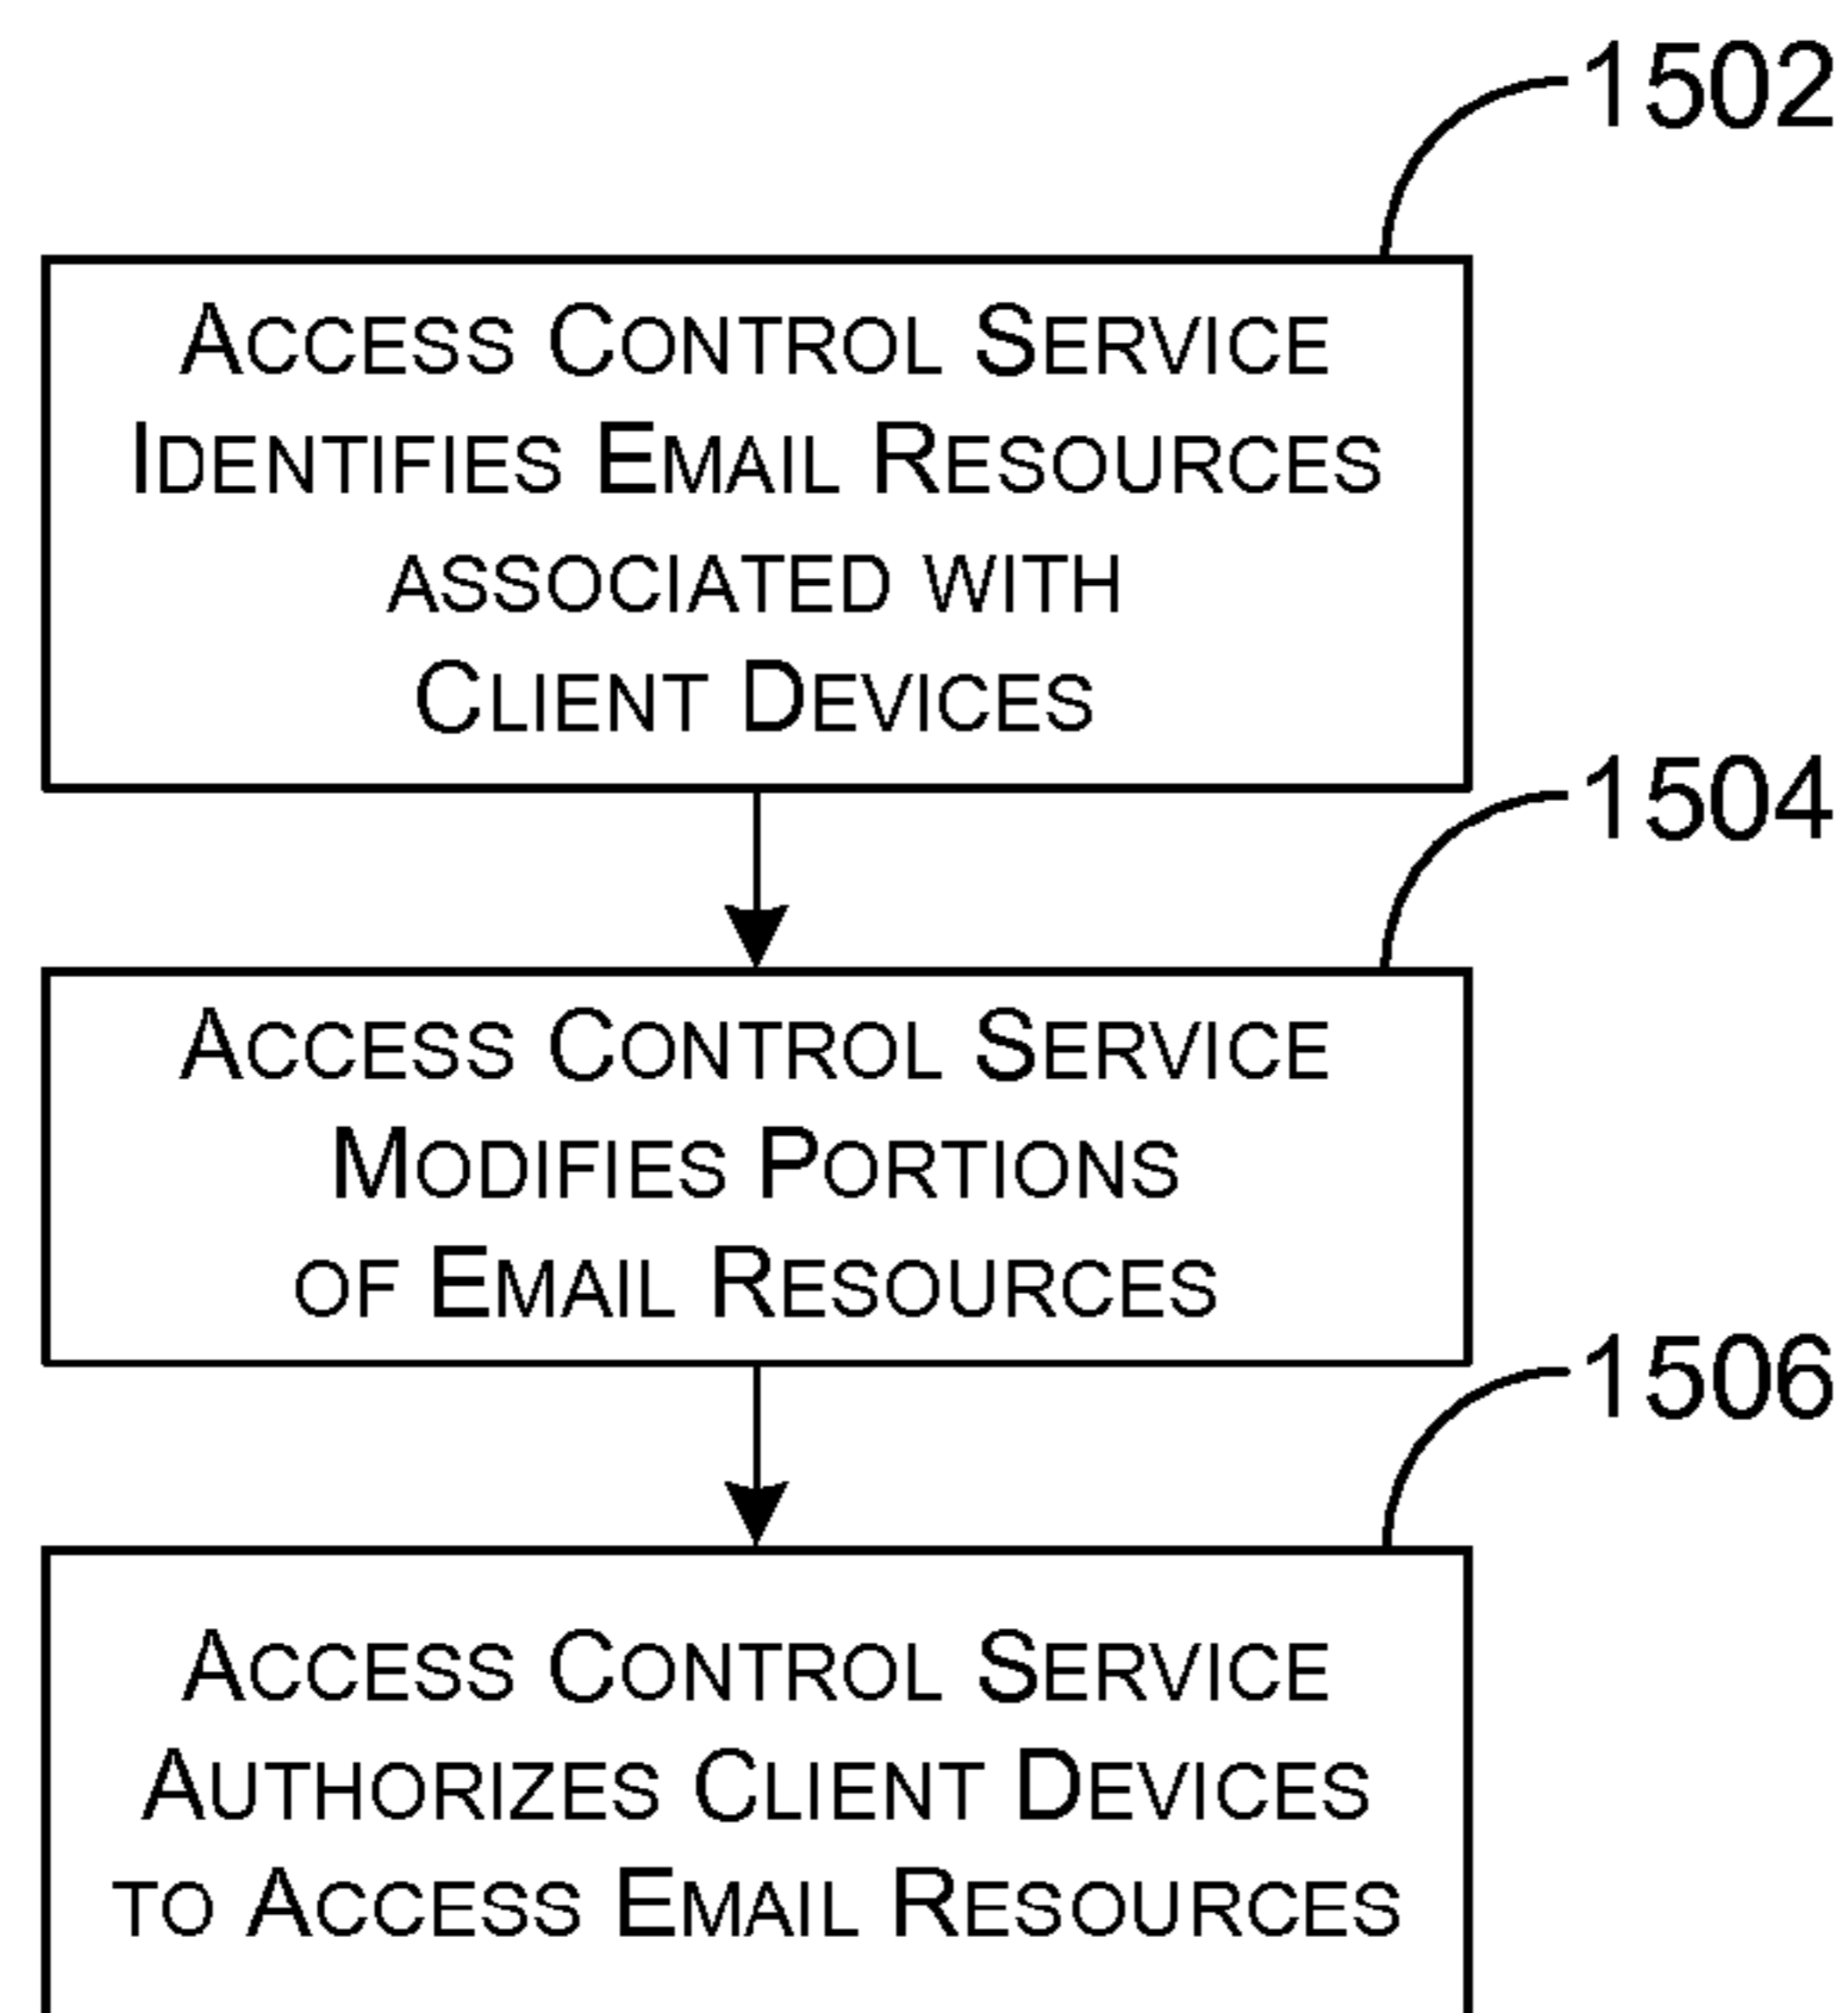 1502
ACCESS CONTROL SERVICE
IDENTIFIES EMAIL RESOURCES
ASSOCIATED WITH
CLIENT DEVICES
1504
ACCESS CONTROL SERVICE
MODIFIES PORTIONS
OF EMAIL RESOURCES
1506
ACCESS CONTROL SERVICE
AUTHORIZES CLIENT DEVICES
TO ACCESS EMAIL RESOURCES